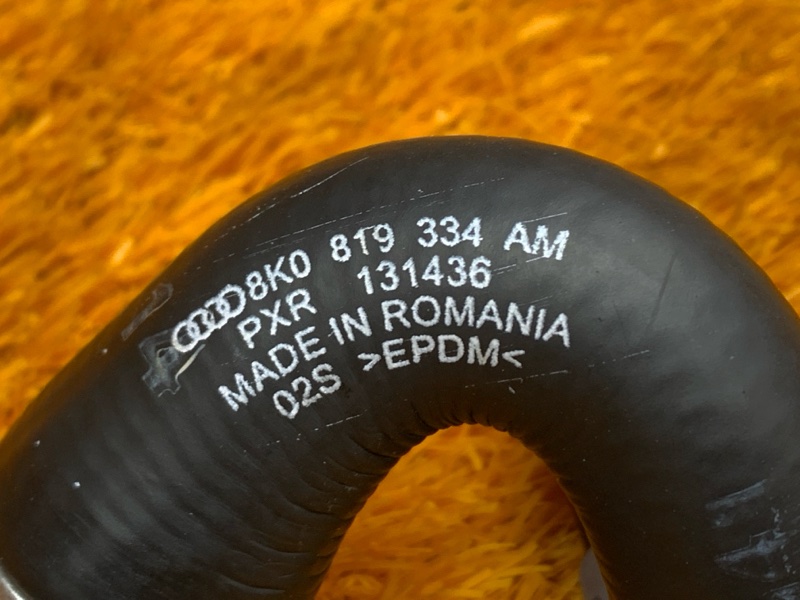 8K0 819 334 AM
PXR 131436
MADE IN ROMANIA
02S >EPDM<